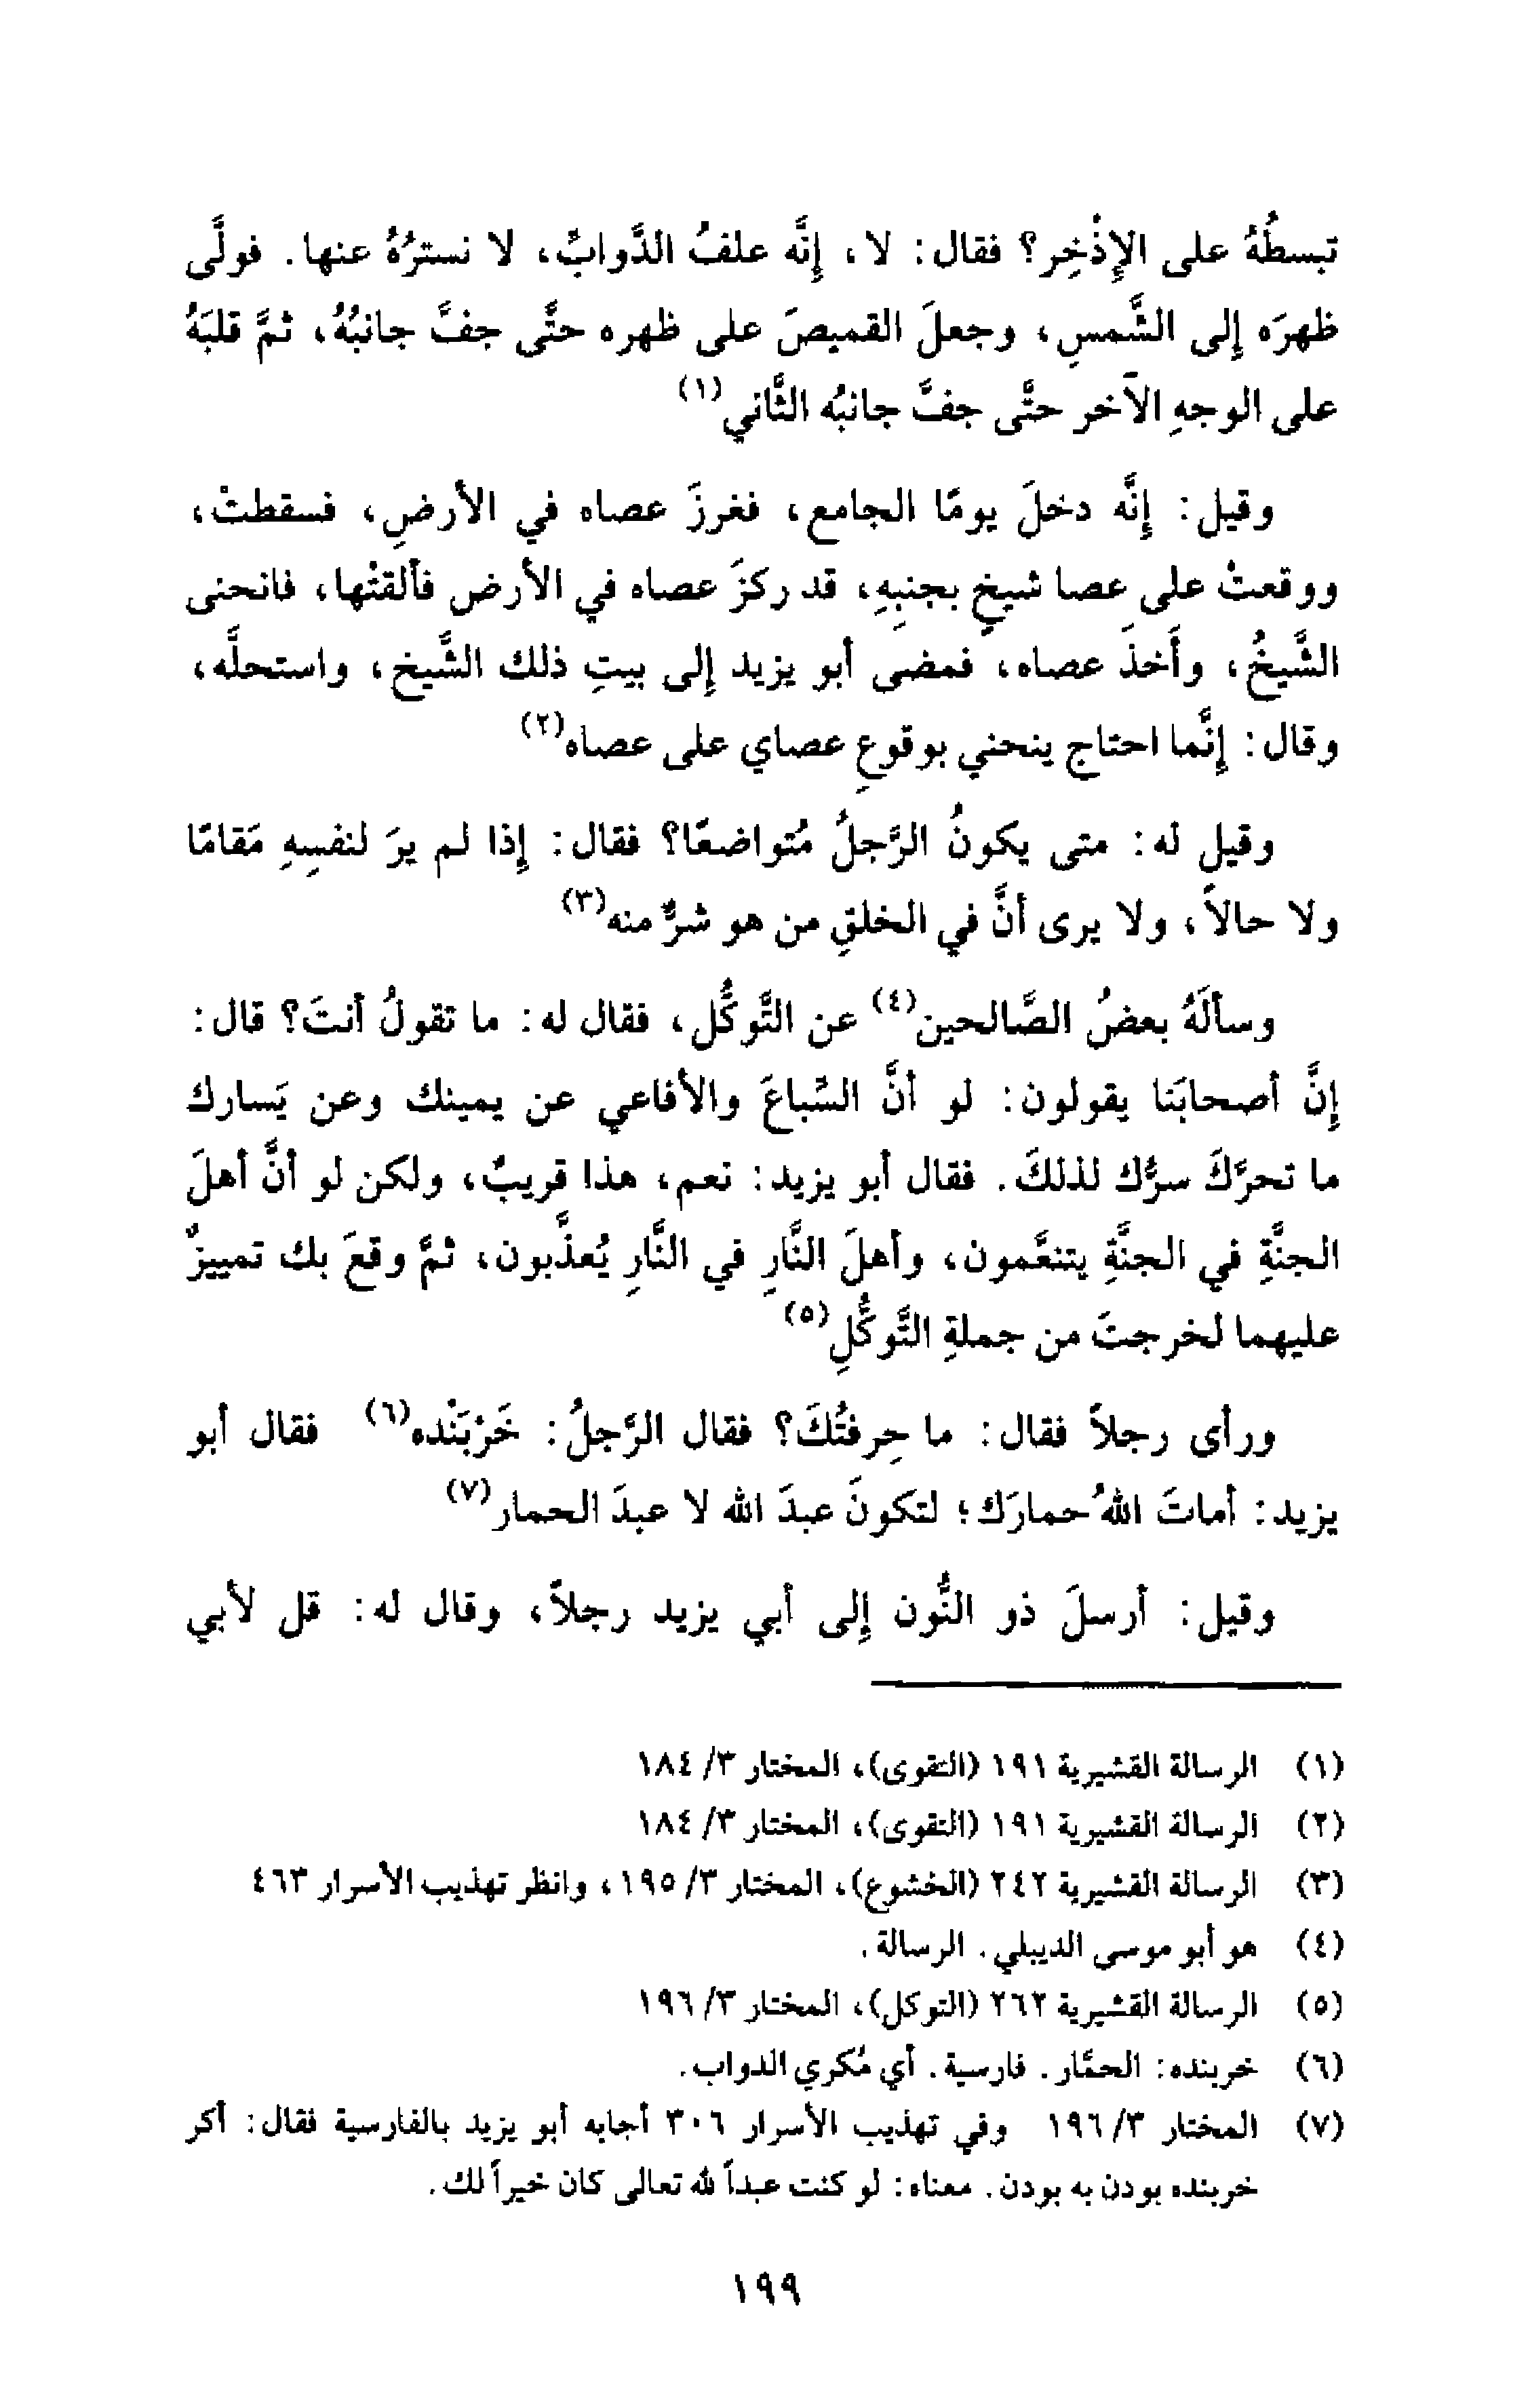 تبسطُهُ على الإِذْخِر؟ فقال: لا، إِنَّه علفُ الدَّوابِّ، لا نسترُهُ عنها. فولَّى
ظهرَه إِلى الشَّمسِ، وجعلَ القميصَ على ظهره حتَّى جفَّ جانبُهُ، ثمَّ قلبَهُ
على الوجهِ الآخر حتَّى جفَّ جانبُه الثَّاني(١)
وقيل: إِنَّه دخلَ يومًا الجامع، فغرزَ عصاه في الأرضِ، فسقطتْ،
ووقعتْ على عصا شيخٍ بجنبِهِ، قد ركزَ عصاه في الأرض فألقتْها، فانحنى
الشَّيخُ، وأَخذَ عصاه، فمضى أبو يزيد إِلى بيتِ ذلك الشَّيخ، واستحلَّه،
وقال: إِنَّما احتاج ينحني بوقوعِ عصاي على عصاه(٢)
وقيل له: متى يكونُ الرَّجلُ مُتواضعًا؟ فقال: إِذا لم يرَ لنفسِهِ مَقامًا
ولا حالاً، ولا يرى أنَّ في الخلقِ من هو شرٌّ منه(٣)
وسألَهُ بعضُ الصَّالحين(٤) عن التَّوكُّل، فقال له: ما تقولُ أنتَ؟ قال:
إِنَّ أصحابَنا يقولون: لو أنَّ السِّباعَ والأفاعي عن يمينك وعن يَسارك
ما تحرَّكَ سرُّك لذلكَ. فقال أبو يزيد: نعم، هذا قريبٌ، ولكن لو أنَّ أهلَ
الجنَّةِ في الجنَّةِ يتنعَّمون، وأهلَ النَّارِ في النَّارِ يُعذَّبون، ثمَّ وقعَ بك تمييزٌ
عليهما لخرجتَ من جملةِ التَّوكُّلِ(٥)
ورأى رجلاً فقال: ما حِرفتُكَ؟ فقال الرَّجلُ: خَرْبَنْده(٦) فقال أبو
يزيد: أماتَ اللهُ حمارَك؛ لتكونَ عبدَ الله لا عبدَ الحمار(٧)
وقيل: أرسلَ ذو النُّون إِلى أبي يزيد رجلاً، وقال له: قل لأبي
(١) الرسالة القشيرية ١٩١ (التقوى)، المختار ٣/ ١٨٤
(٢) الرسالة القشيرية ١٩١ (التقوى)، المختار ٣/ ١٨٤
(٣) الرسالة القشيرية ٢٤٢ (الخشوع)، المختار ٣/ ١٩٥، وانظر تهذيب الأسرار ٤٦٣
(٤) هو أبو موسى الديبلي. الرسالة.
(٥) الرسالة القشيرية ٢٦٢ (التوكل)، المختار ٣/ ١٩٦
(٦) خربنده: الحمَّار. فارسية. أي مُكري الدواب.
(٧) المختار ٣/ ١٩٦ وفي تهذيب الأسرار ٣٠٦ أجابه أبو يزيد بالفارسية فقال: أكر
خربنده بودن به بودن. معناه: لو كنت عبداً لله تعالى كان خيراً لك.
١٩٩